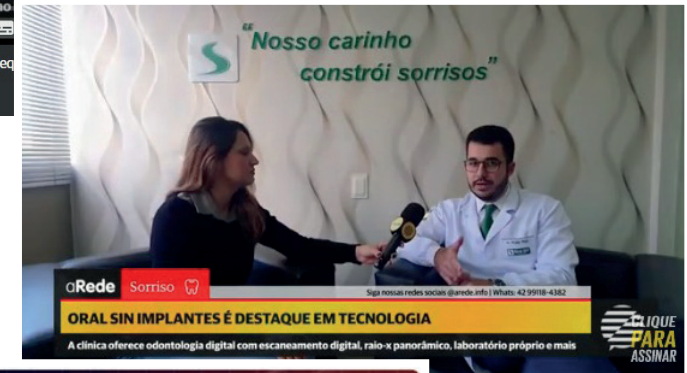 "Nosso carinho
constrói sorrisos"
aRede Sorriso
Siga nossas redes sociais @arede.info | Whats: 42 99118-4382
ORAL SIN IMPLANTES É DESTAQUE EM TECNOLOGIA
A clínica oferece odontologia digital com escaneamento digital, raio-x panorâmico, laboratório próprio e mais
CLIQUE
PARA
ASSINAR